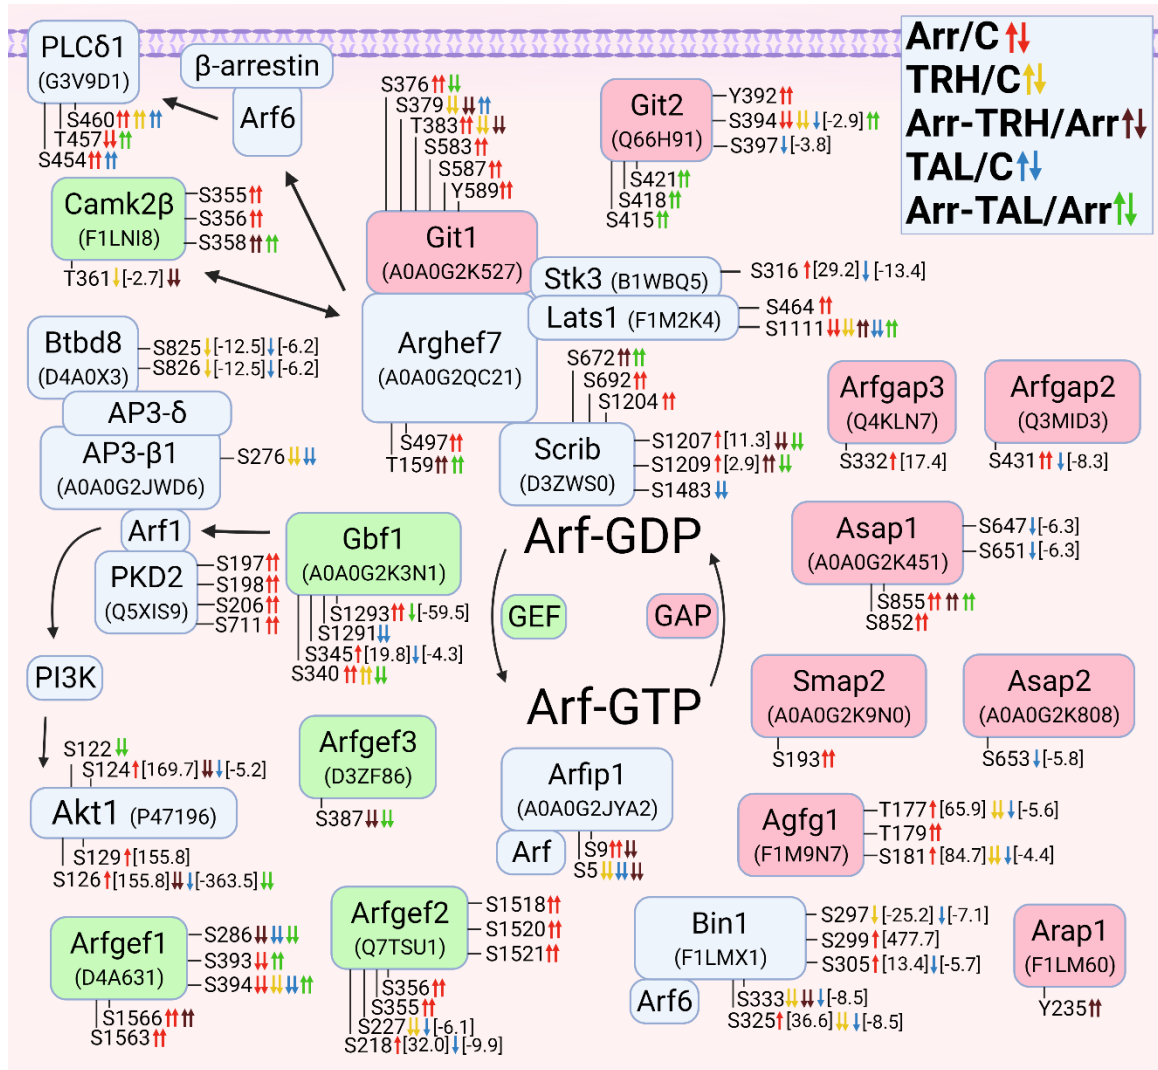 PLCδ1
(G3V9D1)
S460
T457
S454
β-arrestin
Arf6
Arr/C
TRH/C
Arr-TRH/Arr
TAL/C
Arr-TAL/Arr
S376
S379
T383
S583
S587
Y589
Git1
(A0A0G2K527)
Git2
(Q66H91)
Y392
S394 [-2.9]
S397 [-3.8]
S421
S418
S415
Camk2β
(F1LNI8)
S355
S356
S358
T361 [-2.7]
Stk3 (B1WBQ5)
S316 [29.2] [-13.4]
Lats1 (F1M2K4)
S464
S1111
Arghef7
(A0A0G2QC21)
S497
T159
Btbd8
(D4A0X3)
S825 [-12.5] [-6.2]
S826 [-12.5] [-6.2]
AP3-δ
AP3-β1
(A0A0G2JWD6)
S276
S672
S692
S1204
Scrib
(D3ZWS0)
S1207 [11.3]
S1209 [2.9]
S1483
Arfgap3
(Q4KLN7)
S332 [17.4]
Arfgap2
(Q3MID3)
S431 [-8.3]
Arf1
PKD2
(Q5XIS9)
S197
S198
S206
S711
Gbf1
(A0A0G2K3N1)
S1293 [-59.5]
S1291
S345 [19.8] [-4.3]
S340
Arf-GDP
GEF
GAP
Arf-GTP
Asap1
(A0A0G2K451)
S647 [-6.3]
S651 [-6.3]
S855
S852
PI3K
Smap2
(A0A0G2K9N0)
S193
Asap2
(A0A0G2K808)
S653 [-5.8]
S122
S124 [169.7] [-5.2]
Akt1 (P47196)
S129 [155.8]
S126 [155.8] [-363.5]
Arfgef3
(D3ZF86)
S387
Arfip1
(A0A0G2JYA2)
Arf
S9
S5
Agfg1
(F1M9N7)
T177 [65.9] [-5.6]
T179
S181 [84.7] [-4.4]
Arfgef1
(D4A631)
S286
S393
S394
S1566
S1563
Arfgef2
(Q7TSU1)
S1518
S1520
S1521
S356
S355
S227 [-6.1]
S218 [32.0] [-9.9]
Bin1
(F1LMX1)
Arf6
S297 [-25.2] [-7.1]
S299 [477.7]
S305 [13.4] [-5.7]
S333 [-8.5]
S325 [36.6] [-8.5]
Arap1
(F1LM60)
Y235